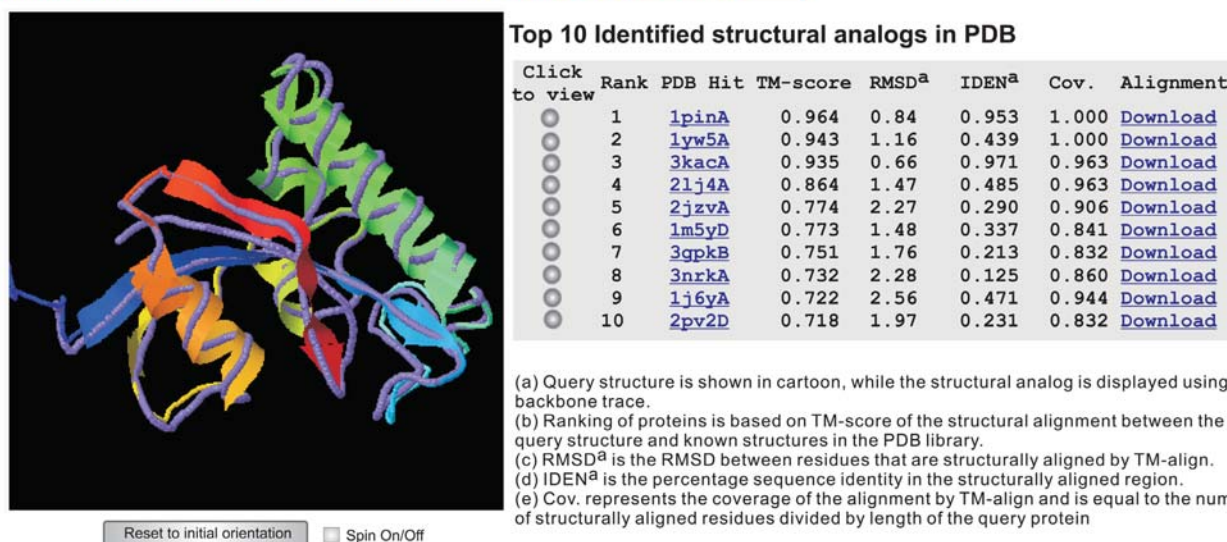 Top 10 Identified structural analogs in PDB
Click to view Rank PDB Hit TM-score RMSDa IDENa Cov. Alignment
1 1pinA 0.964 0.84 0.953 1.000 Download
2 1yw5A 0.943 1.16 0.439 1.000 Download
3 3kacA 0.935 0.66 0.971 0.963 Download
4 2lj4A 0.864 1.47 0.485 0.963 Download
5 2jzvA 0.774 2.27 0.290 0.906 Download
6 1m5yD 0.773 1.48 0.337 0.841 Download
7 3gpkB 0.751 1.76 0.213 0.832 Download
8 3nrkA 0.732 2.28 0.125 0.860 Download
9 1j6yA 0.722 2.56 0.471 0.944 Download
10 2pv2D 0.718 1.97 0.231 0.832 Download
(a) Query structure is shown in cartoon, while the structural analog is displayed using
backbone trace.
(b) Ranking of proteins is based on TM-score of the structural alignment between the
query structure and known structures in the PDB library.
(c) RMSDa is the RMSD between residues that are structurally aligned by TM-align.
(d) IDENa is the percentage sequence identity in the structurally aligned region.
(e) Cov. represents the coverage of the alignment by TM-align and is equal to the num
of structurally aligned residues divided by length of the query protein
Reset to initial orientation Spin On/Off